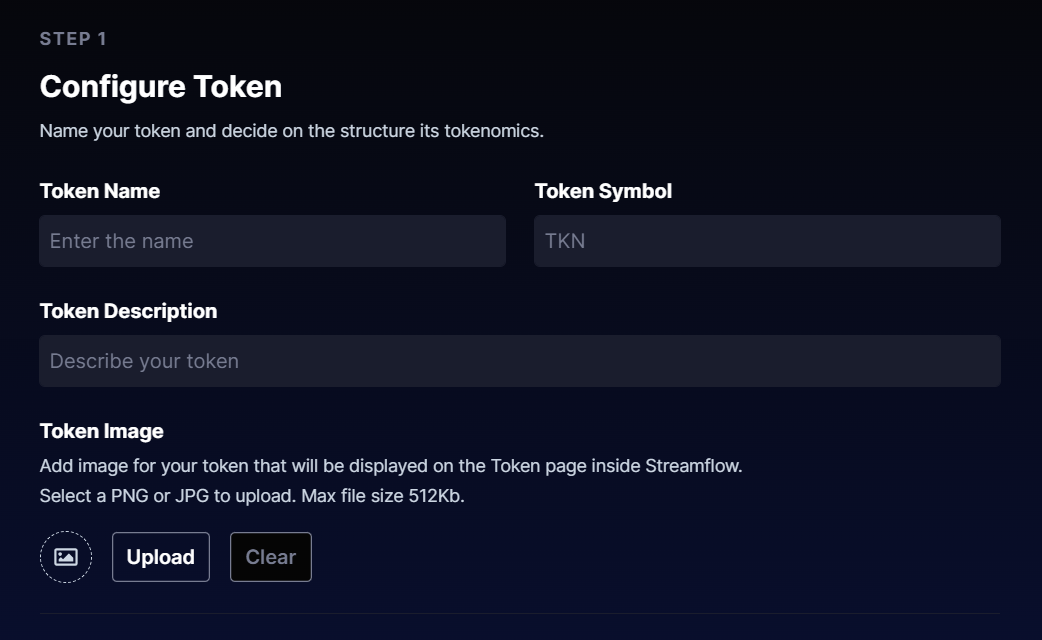 STEP 1
Configure Token
Name your token and decide on the structure its tokenomics.
Token Name
Token Symbol
Enter the name
TKN
Token Description
Describe your token
Token Image
Add image for your token that will be displayed on the Token page inside Streamflow.
Select a PNG or JPG to upload. Max file size 512Kb.
Upload
Clear